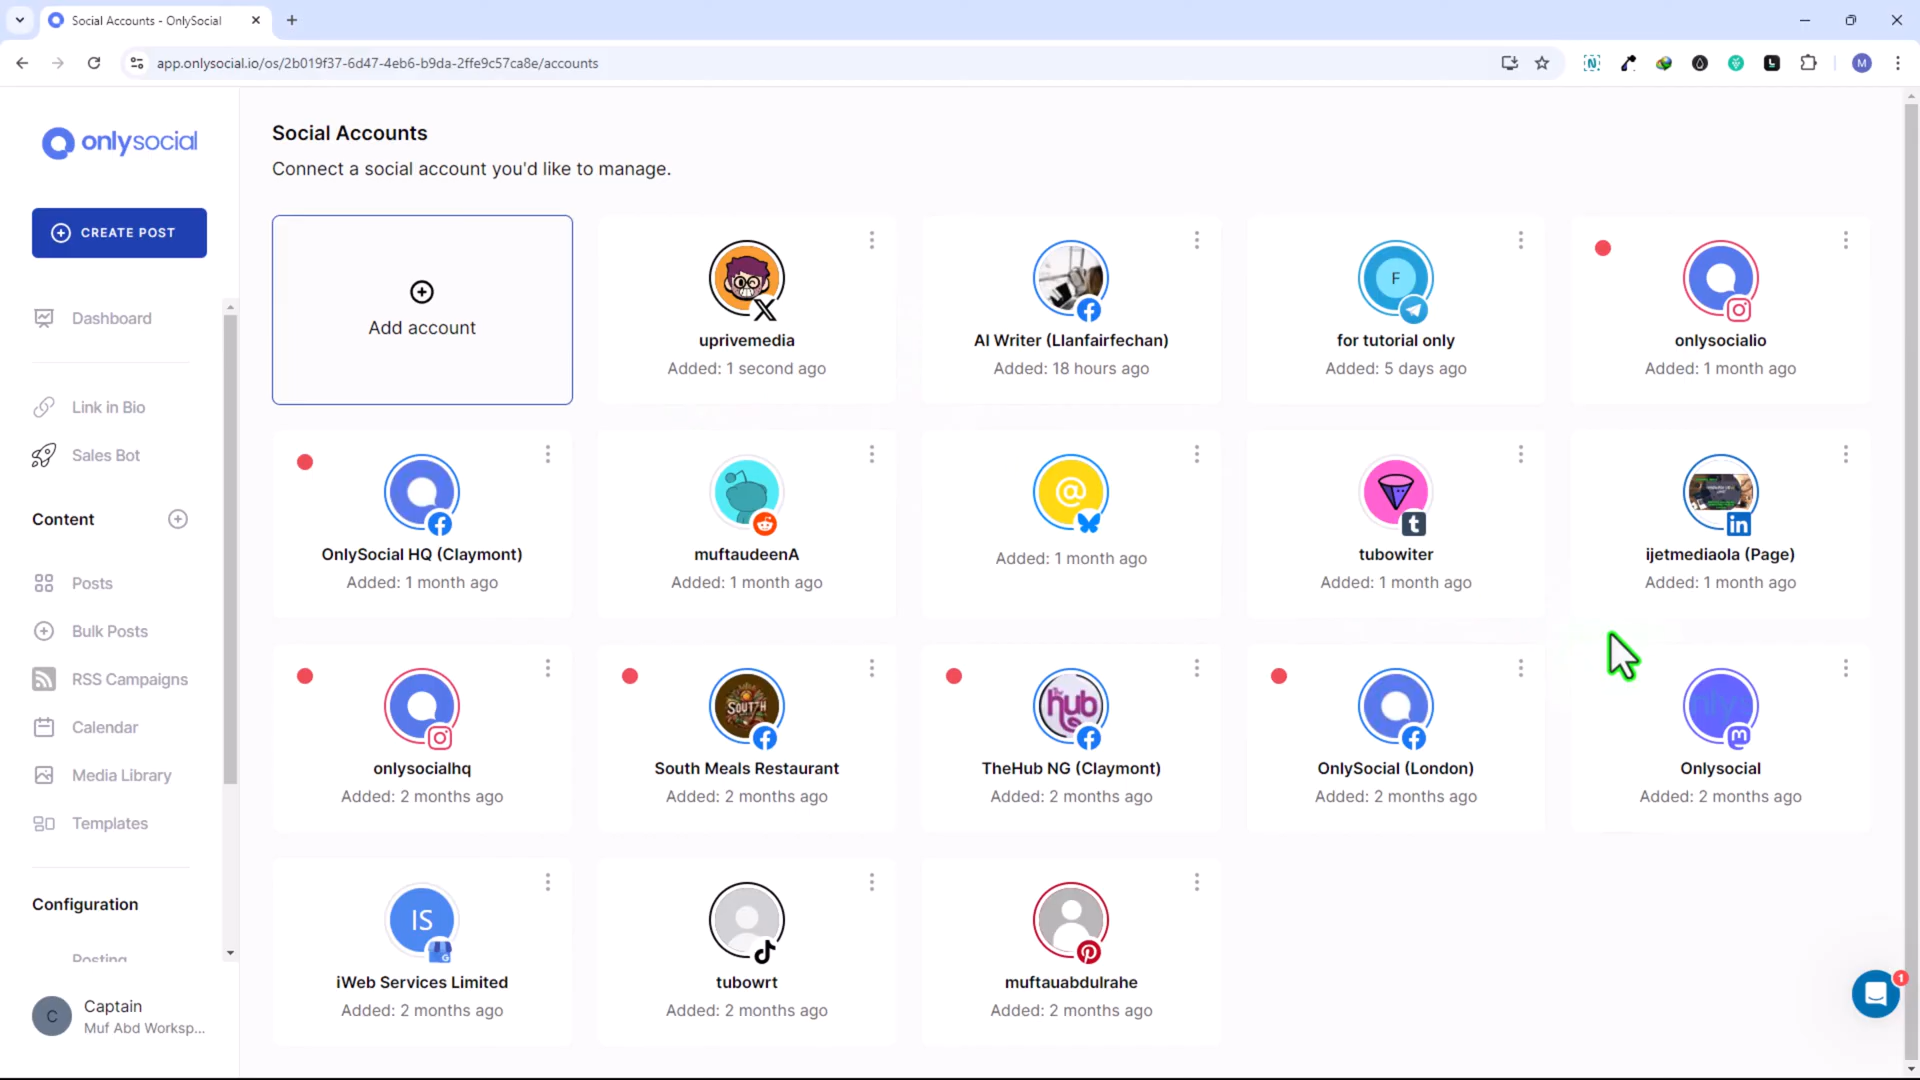 Social Accounts - OnlySocial
app.onlysocial.io/os/2b019f37-6d47-4eb6-b9da-2ffe9c57ca8e/accounts
M
onlysocial
CREATE POST
Dashboard
Link in Bio
Sales Bot
Content
Posts
Bulk Posts
RSS Campaigns
Calendar
Media Library
Templates
Configuration
Posting
C
Captain
Muf Abd Worksp...
Social Accounts
Connect a social account you'd like to manage.
Add account
uprivemedia
Added: 1 second ago
AI Writer (Llanfairfechan)
Added: 18 hours ago
F
for tutorial only
Added: 5 days ago
onlysocialio
Added: 1 month ago
OnlySocial HQ (Claymont)
Added: 1 month ago
muftaudeenA
Added: 1 month ago
@
Added: 1 month ago
t
tubowiter
Added: 1 month ago
in
ijetmediaola (Page)
Added: 1 month ago
onlysocialhq
Added: 2 months ago
SOUTH
South Meals Restaurant
Added: 2 months ago
hub
TheHub NG (Claymont)
Added: 2 months ago
OnlySocial (London)
Added: 2 months ago
m
Onlysocial
Added: 2 months ago
IS
iWeb Services Limited
Added: 2 months ago
tubowrt
Added: 2 months ago
muftauabdulrahe
Added: 2 months ago
1